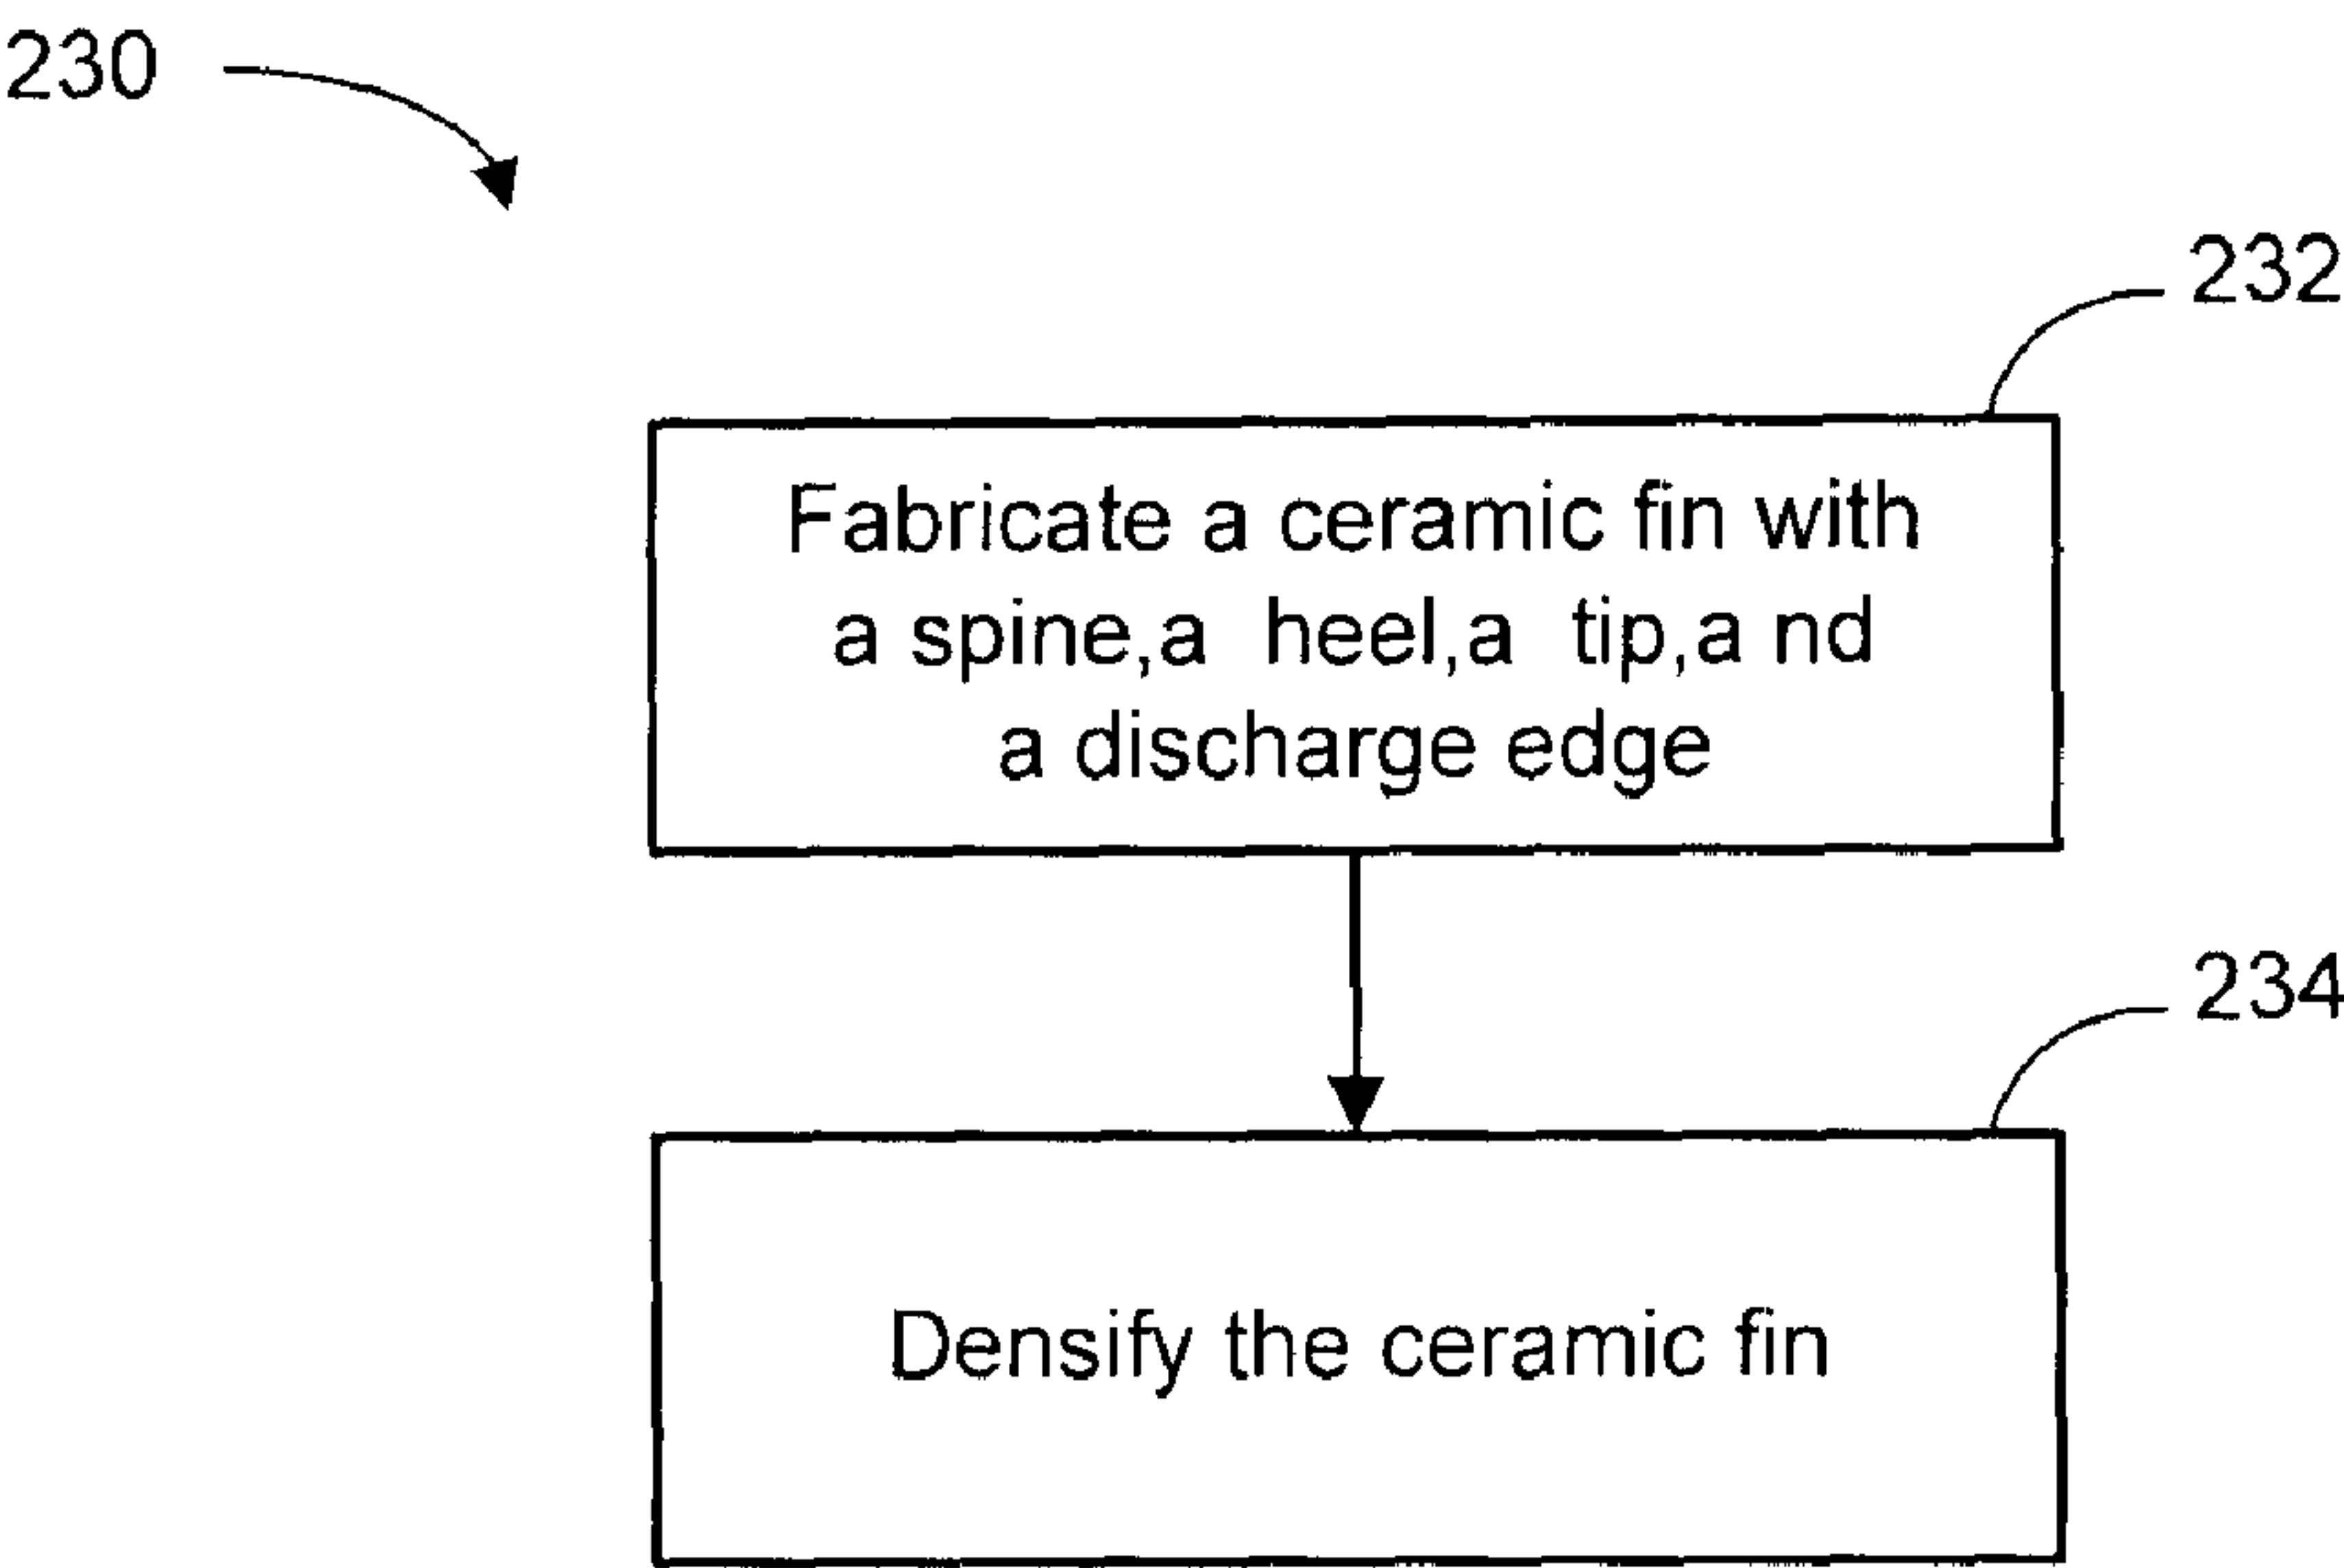 230
232
Fabricate a ceramic fin with
a spine,a heel,a tip,a nd
a discharge edge
234
Densify the ceramic fin